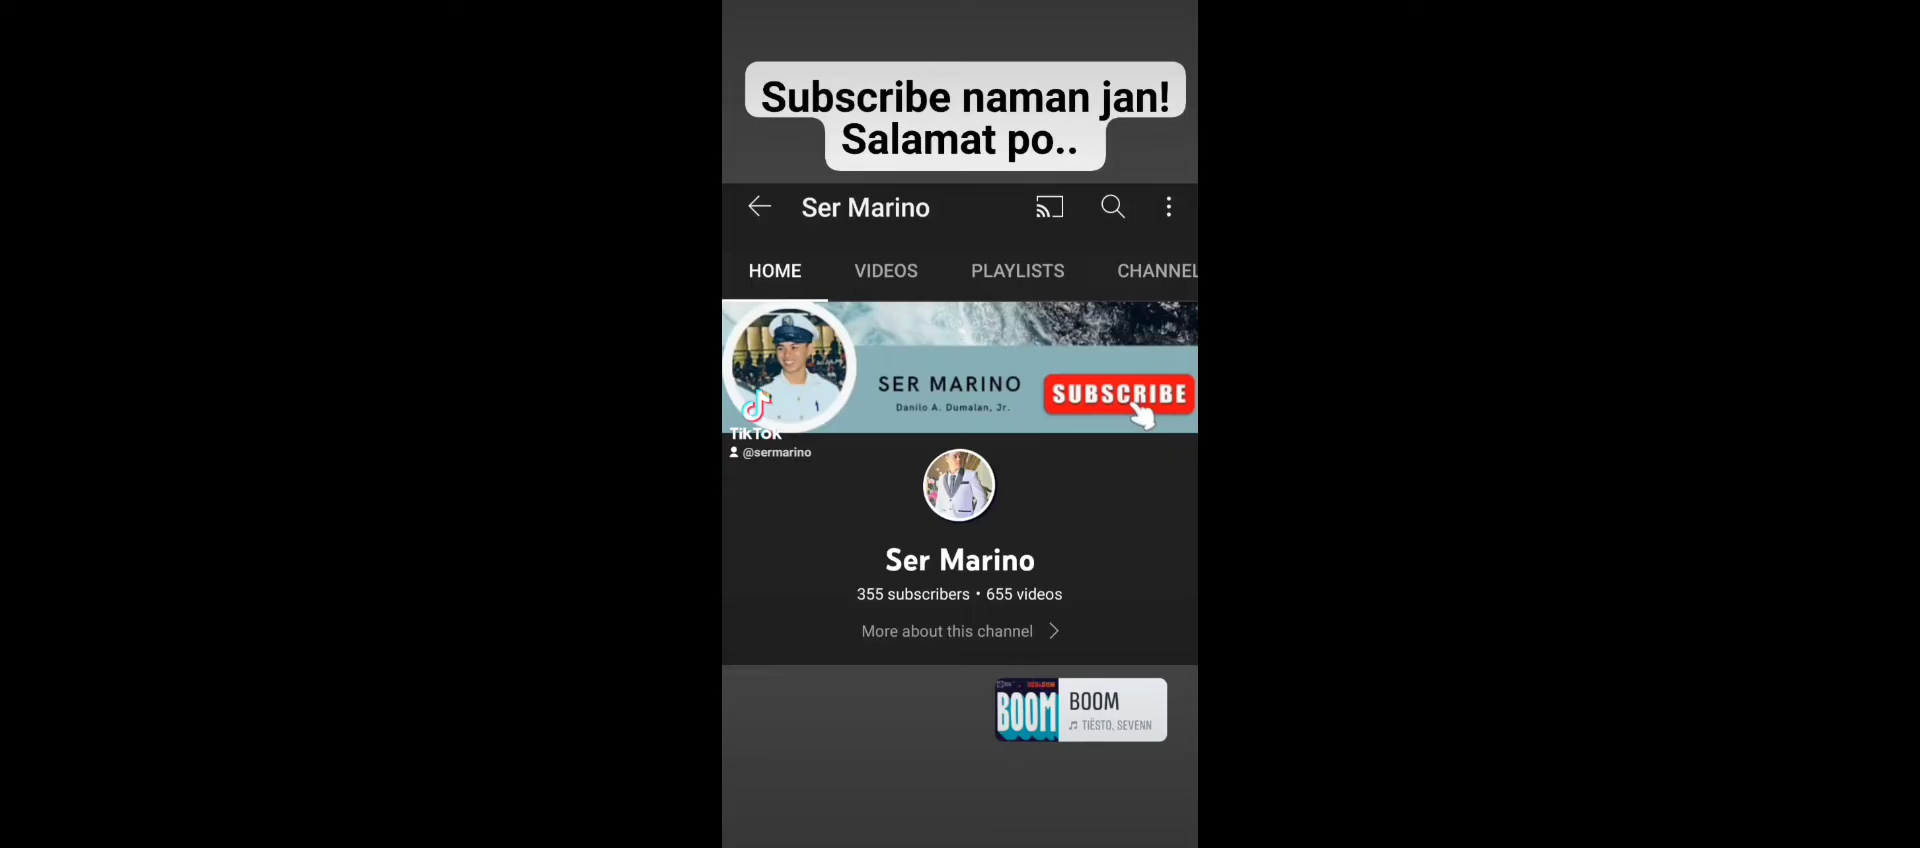 Subscribe naman jan!
Salamat po..
Ser Marino
HOME VIDEOS PLAYLISTS CHANNEL
SER MARINO
Danilo A. Dumalan, Jr.
SUBSCRIBE
TikTok
@sermarino
Ser Marino
355 subscribers • 655 videos
More about this channel
BOOM
BOOM
TIËSTO, SEVENN